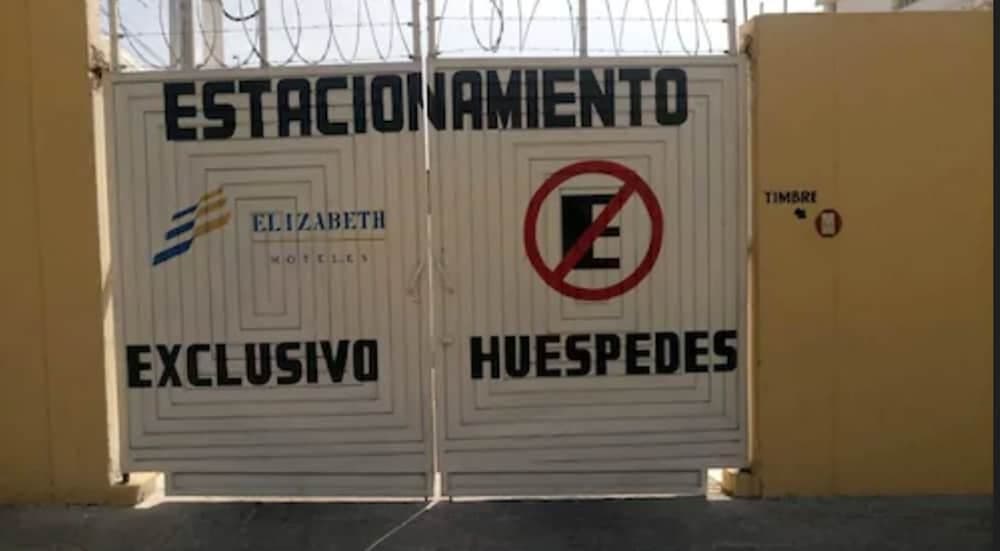 ESTACIONAMIENTO
ELIZABETH
HOTELES
E
TIMBRE
EXCLUSIVO
HUESPEDES